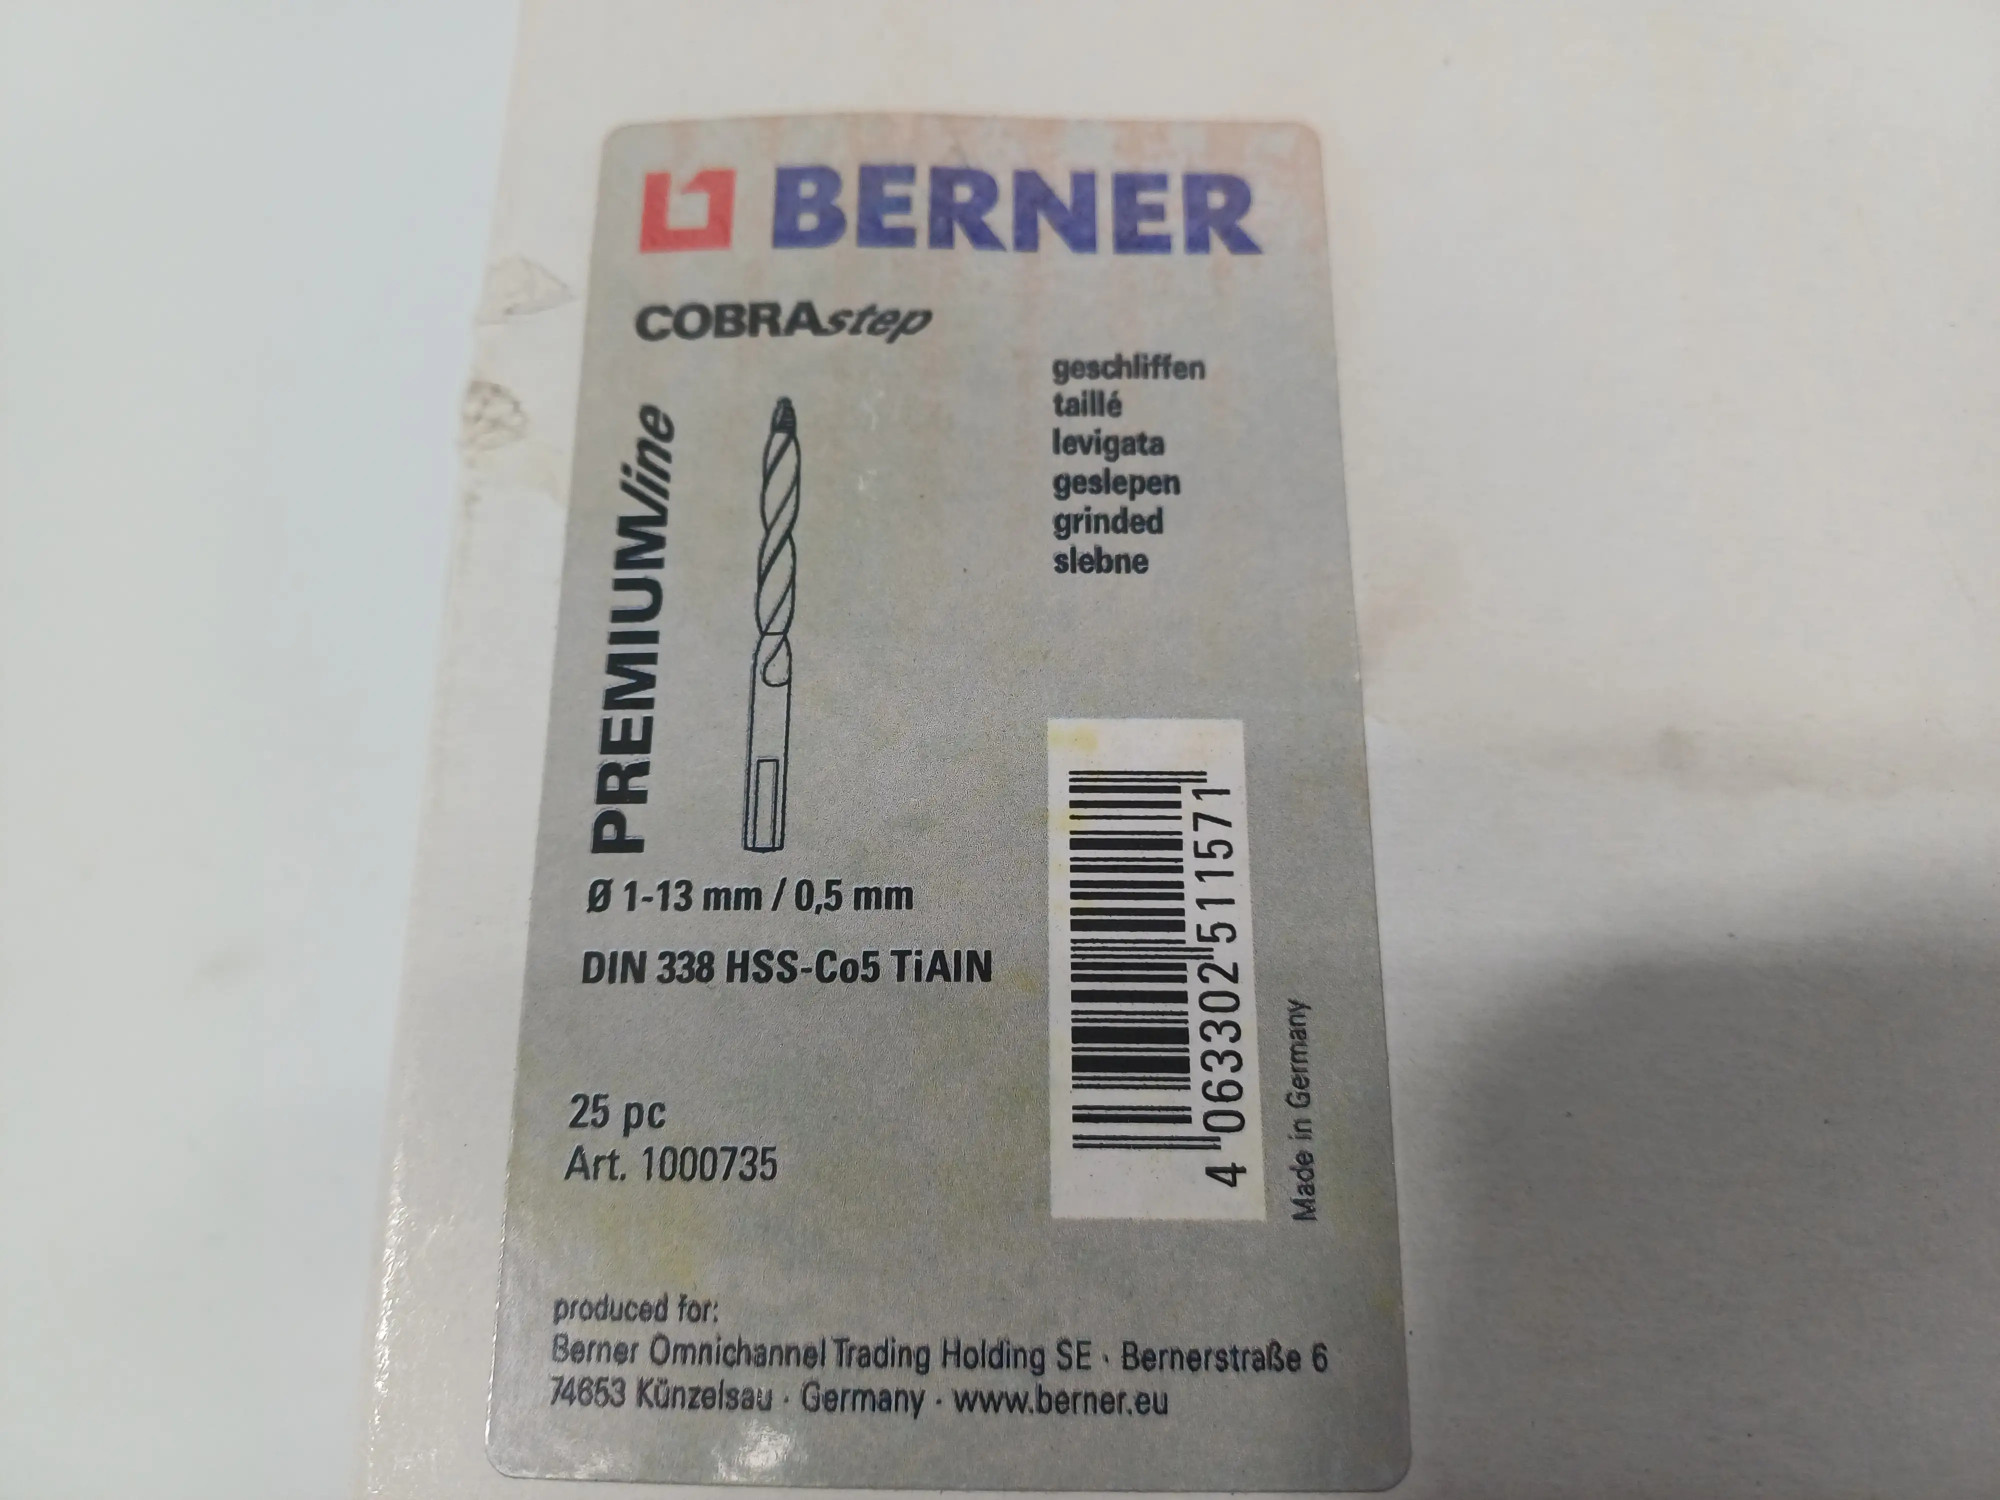 BERNER
COBRAstep
PREMIUMline
geschliffen
taillé
levigata
geslepen
grinded
slebne
Ø 1-13 mm / 0,5 mm
DIN 338 HSS-Co5 TiAlN
25 pc
Art. 1000735
4 063302 511571
Made in Germany
produced for:
Berner Omnichannel Trading Holding SE · Bernerstraße 6
74653 Künzelsau · Germany · www.berner.eu